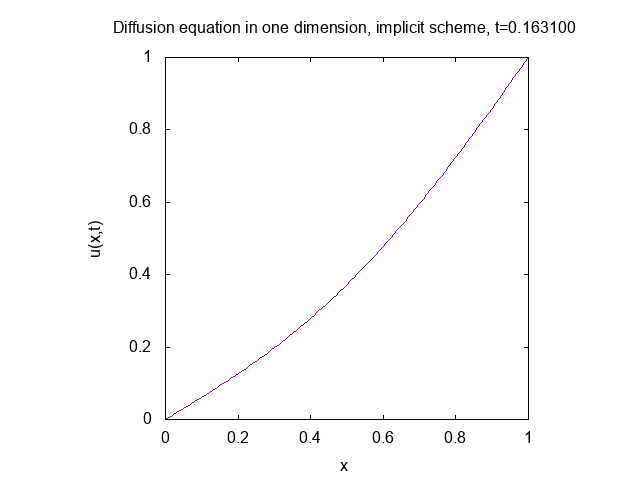 Diffusion equation in one dimension, implicit scheme, t=0.163100
1
0.8
0.6
0.4
0.2
0
u(x,t)
0 0.2 0.4 0.6 0.8 1
x